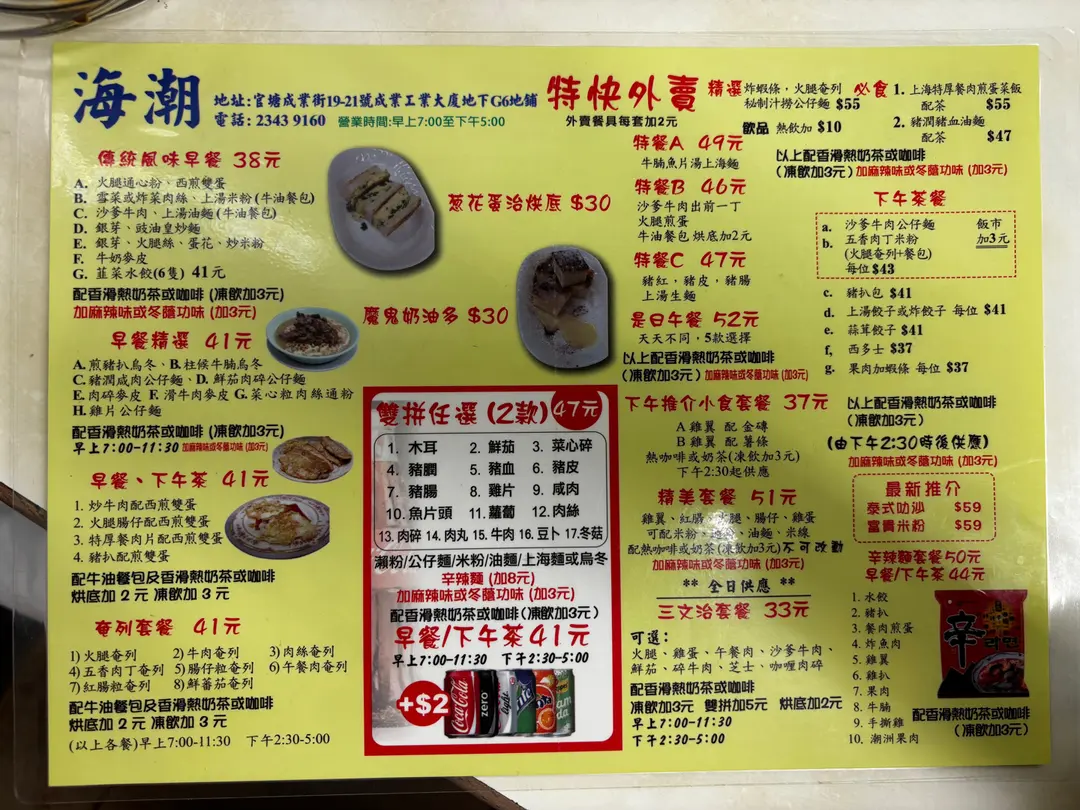 海潮
地址:官塘成業街19-21號成業工業大廈地下G6地鋪
電話: 2343 9160 營業時間:早上7:00至下午5:00
傳統風味早餐 38元
A. 火腿通心粉、西煎雙蛋
B. 雪菜或炸菜肉絲、上湯米粉(牛油餐包)
C. 沙爹牛肉、上湯油麵(牛油餐包)
D. 銀芽、豉油皇炒麵
E. 銀芽、火腿絲、蛋花、炒米粉
F. 牛奶麥皮
G. 韮菜水餃(6隻) 41元
配香滑熱奶茶或咖啡 (凍飲加3元)
加麻辣味或冬蔭功味 (加3元)
早餐精選 41元
A. 煎豬扒烏冬、B. 柱候牛腩烏冬
C. 豬潤咸肉公仔麵、D. 鮮茄肉碎公仔麵
E. 肉碎麥皮 F. 滑牛肉麥皮 G. 菜心粒肉絲通粉
H. 雞片公仔麵
配香滑熱奶茶或咖啡 (凍飲加3元)
早上7:00-11:30 加麻辣味或冬蔭功味 (加3元)
早餐、下午茶 41元
1. 炒牛肉配西煎雙蛋
2. 火腿腸仔配西煎雙蛋
3. 特厚餐肉片配西煎雙蛋
4. 豬扒配煎雙蛋
配牛油餐包及香滑熱奶茶或咖啡
烘底加 2 元 凍飲加 3 元
奄列套餐 41元
1) 火腿奄列 2) 牛肉奄列 3) 肉絲奄列
4) 五香肉丁奄列 5) 腸仔粒奄列 6) 午餐肉奄列
7) 紅腸粒奄列 8) 鮮蕃茄奄列
配牛油餐包及香滑熱奶茶或咖啡
烘底加 2 元 凍飲加 3 元
(以上各餐)早上7:00-11:30 下午2:30-5:00
葱花蛋治烘底 $30
魔鬼奶油多 $30
雙拼任選 (2款) 47元
1. 木耳 2. 鮮茄 3. 菜心碎
4. 豬膶 5. 豬血 6. 豬皮
7. 豬腸 8. 雞片 9. 咸肉
10. 魚片頭 11. 蘿蔔 12. 肉絲
13. 肉碎 14. 肉丸 15. 牛肉 16. 豆卜 17. 冬菇
瀨粉/公仔麵/米粉/油麵/上海麵或烏冬
辛辣麵 (加8元)
加麻辣味或冬蔭功味 (加3元)
配香滑熱奶茶或咖啡(凍飲加3元)
早餐/下午茶 41元
早上7:00-11:30 下午2:30-5:00
+$2
Coca-Cola
zero
特快外賣
外賣餐具每套加2元
精選 炸蝦條,火腿奄列
秘制汁撈公仔麵 $55
飲品 熱飲加 $10
必食 1. 上海特厚餐肉煎蛋菜飯
配茶 $55
2. 豬潤豬血油麵
配茶 $47
以上配香滑熱奶茶或咖啡
(凍飲加3元) 加麻辣味或冬蔭功味 (加3元)
特餐A 49元
牛腩魚片湯上海麵
特餐B 46元
沙爹牛肉出前一丁
火腿煎蛋
牛油餐包 烘底加2元
特餐C 47元
豬紅,豬皮,豬腸
上湯生麵
是日午餐 52元
天天不同,5款選擇
以上配香滑熱奶茶或咖啡
(凍飲加3元) 加麻辣味或冬蔭功味 (加3元)
下午推介小食套餐 37元
A 雞翼 配 金磚
B 雞翼 配 薯條
熱咖啡或奶茶(凍飲加3元)
下午2:30起供應
精美套餐 51元
雞翼、紅腸、腿、腸仔、雞蛋
可配米粉、油麵、米線
配熱咖啡或奶茶(凍飲加3元)不可改動
加麻辣味或冬蔭功味 (加3元)
** 全日供應 **
三文治套餐 33元
可選:
火腿、雞蛋、午餐肉、沙爹牛肉、
鮮茄、碎牛肉、芝士、咖喱肉碎
配香滑熱奶茶或咖啡
凍飲加3元 雙拼加5元 烘底加2元
早上7:00-11:30
下午2:30-5:00
下午茶餐
a. 沙爹牛肉公仔麵 飯市
b. 五香肉丁米粉 加3元
(火腿奄列+餐包)
每位$43
c. 豬扒包 $41
d. 上湯餃子或炸餃子 每位 $41
e. 蒜茸餃子 $41
f, 西多士 $37
g. 果肉加蝦條 每位 $37
以上配香滑熱奶茶或咖啡
(凍飲加3元)
(由下午2:30時後供應)
加麻辣味或冬蔭功味 (加3元)
最新推介
泰式叻沙 $59
富貴米粉 $59
辛辣麵套餐50元
早餐/下午茶 44元
1. 水餃
2. 豬扒
3. 餐肉煎蛋
4. 炸魚肉
5. 雞翼
6. 雞扒
7. 果肉
8. 牛腩
9. 手撕雞
10. 潮洲果肉
辛
라면
配香滑熱奶茶或咖啡
(凍飲加3元)